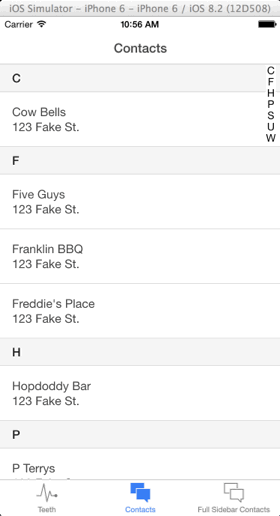 iOS Simulator - iPhone 6 - iPhone 6 / iOS 8.2 (12D508)
Carrier 10:56 AM
Contacts
C
Cow Bells
123 Fake St.
F
Five Guys
123 Fake St.
Franklin BBQ
123 Fake St.
Freddie's Place
123 Fake St.
H
Hopdoddy Bar
123 Fake St.
P
P Terrys
C
F
H
P
S
U
W
Teeth Contacts Full Sidebar Contacts